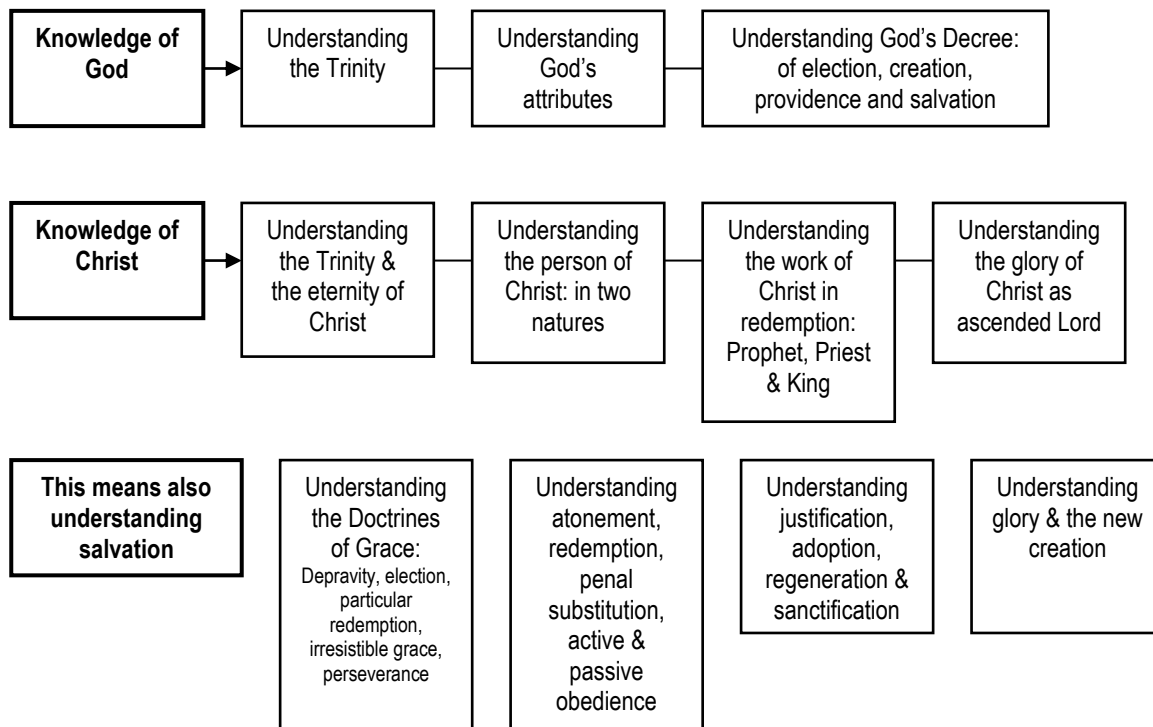 Knowledge of
God
Understanding
the Trinity
Understanding
God's
attributes
Understanding God's Decree:
of election, creation,
providence and salvation
Knowledge of
Christ
Understanding
the Trinity &
the eternity of
Christ
Understanding
the person of
Christ: in two
natures
Understanding
the work of
Christ in
redemption:
Prophet, Priest
& King
Understanding
the glory of
Christ as
ascended Lord
This means also
understanding
salvation
Understanding
the Doctrines
of Grace:
Depravity, election,
particular
redemption,
irresistible grace,
perseverance
Understanding
atonement,
redemption,
penal
substitution,
active &
passive
obedience
Understanding
justification,
adoption,
regeneration &
sanctification
Understanding
glory & the new
creation